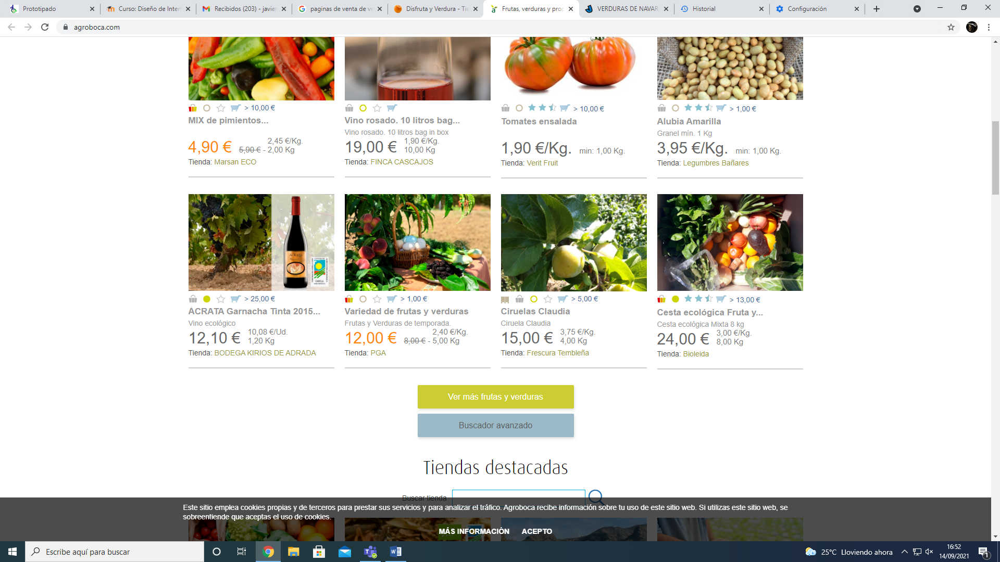 Prototipado
Curso: Diseño de Inter
Recibidos (203) - javier
paginas de venta de ve
Disfruta y Verdura - Tie
Frutas, verduras y proc
VERDURAS DE NAVAR
Historial
Configuración
agroboca.com
> 10,00 €
MIX de pimientos...
4,90 € 5,90 € - 2,45 €/Kg. 2,00 Kg
Tienda: Marsan ECO
Vino rosado. 10 litros bag...
Vino rosado. 10 litros bag in box
19,00 € 1,90 €/Kg. 10,00 Kg
Tienda: FINCA CASCAJOS
> 10,00 €
Tomates ensalada
1,90 €/Kg. min: 1,00 Kg.
Tienda: Verit Fruit
> 1,00 €
Alubia Amarilla
Granel mín. 1 Kg
3,95 €/Kg. min: 1,00 Kg.
Tienda: Legumbres Bañares
ÁCRATA
> 25,00 €
ÁCRATA Garnacha Tinta 2015...
Vino ecológico
12,10 € 10,08 €/Ud. 1,20 Kg
Tienda: BODEGA KIRIOS DE ADRADA
> 1,00 €
Variedad de frutas y verduras
Frutas y Verduras de temporada.
12,00 € 8,00 € - 2,40 €/Kg. 5,00 Kg
Tienda: PGA
> 5,00 €
Ciruelas Claudia
Ciruela Claudia
15,00 € 3,75 €/Kg. 4,00 Kg
Tienda: Frescura Tembleña
> 13,00 €
Cesta ecológica Fruta y...
Cesta ecológica Mixta 8 kg
24,00 € 3,00 €/Kg. 8,00 Kg
Tienda: Bioleida
Ver más frutas y verduras
Buscador avanzado
Tiendas destacadas
Buscar tienda
Este sitio emplea cookies propias y de terceros para prestar sus servicios y para analizar el tráfico. Agroboca recibe información sobre tu uso de este sitio web. Si utilizas este sitio web, se
sobreentiende que aceptas el uso de cookies.
MÁS INFORMACIÓN ACEPTO
Escribe aquí para buscar
25°C Lloviendo ahora
16:52
14/09/2021
1